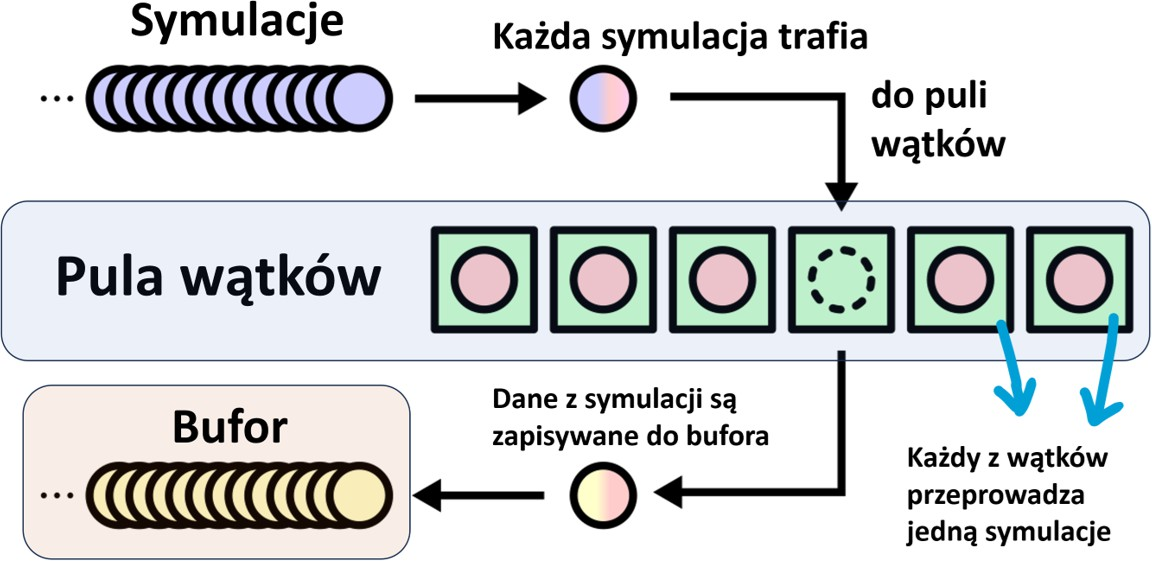 Symulacje
Każda symulacja trafia
do puli
wątków
...
Pula wątków
Bufor
...
Dane z symulacji są
zapisywane do bufora
Każdy z wątków
przeprowadza
jedną symulacje